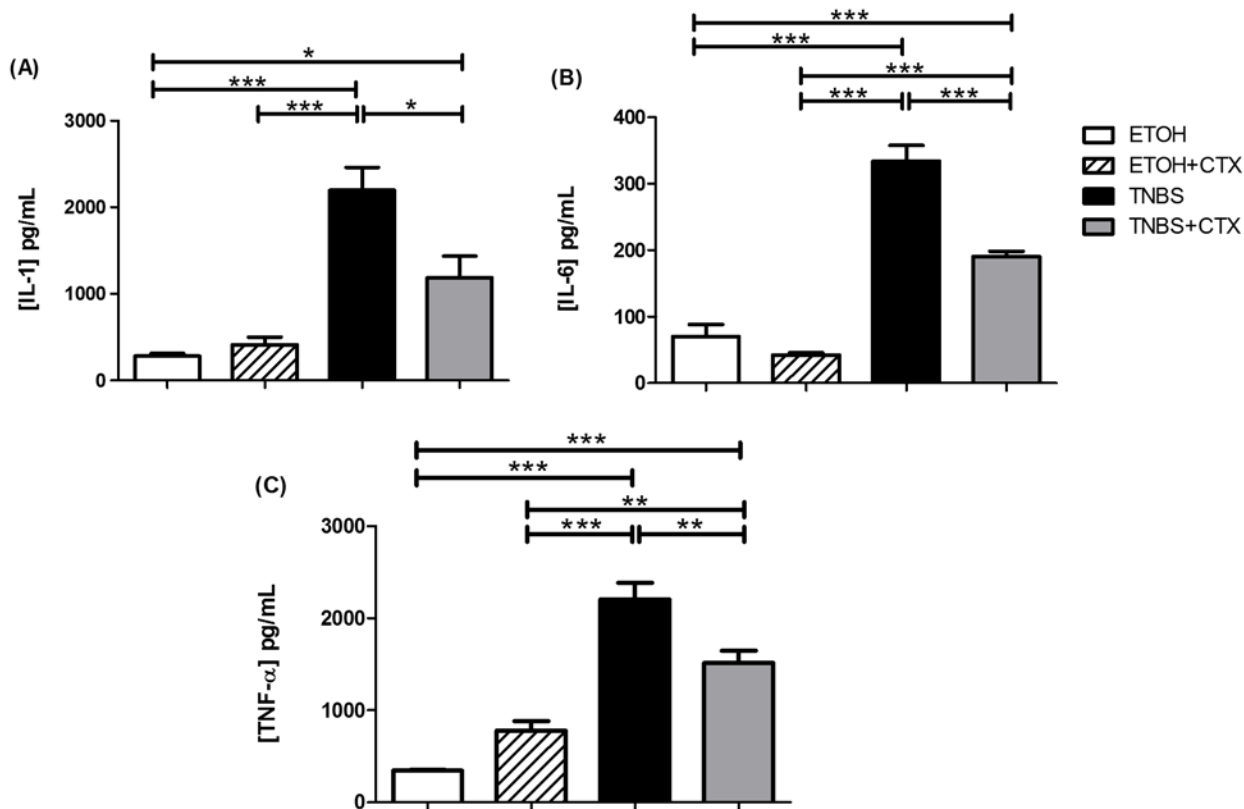 (A)
*
***
*** *
3000
2000
1000
0
[IL-1] pg/mL
(B)
***
***
***
*** ***
400
300
200
100
0
[IL-6] pg/mL
ETOH
ETOH+CTX
TNBS
TNBS+CTX
(C)
***
***
**
*** **
3000
2000
1000
0
[TNF-α] pg/mL